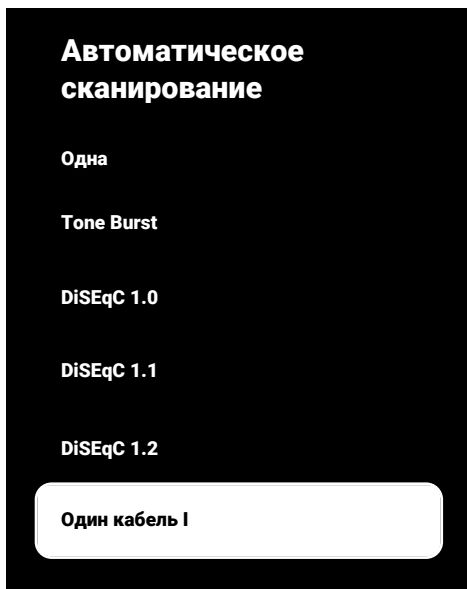 Автоматическое
сканирование
Одна
Tone Burst
DiSEqC 1.0
DiSEqC 1.1
DiSEqC 1.2
Один кабель I